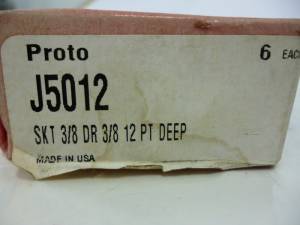 Proto 6 EAC
J5012
SKT 3/8 DR 3/8 12 PT DEEP
MADE IN USA